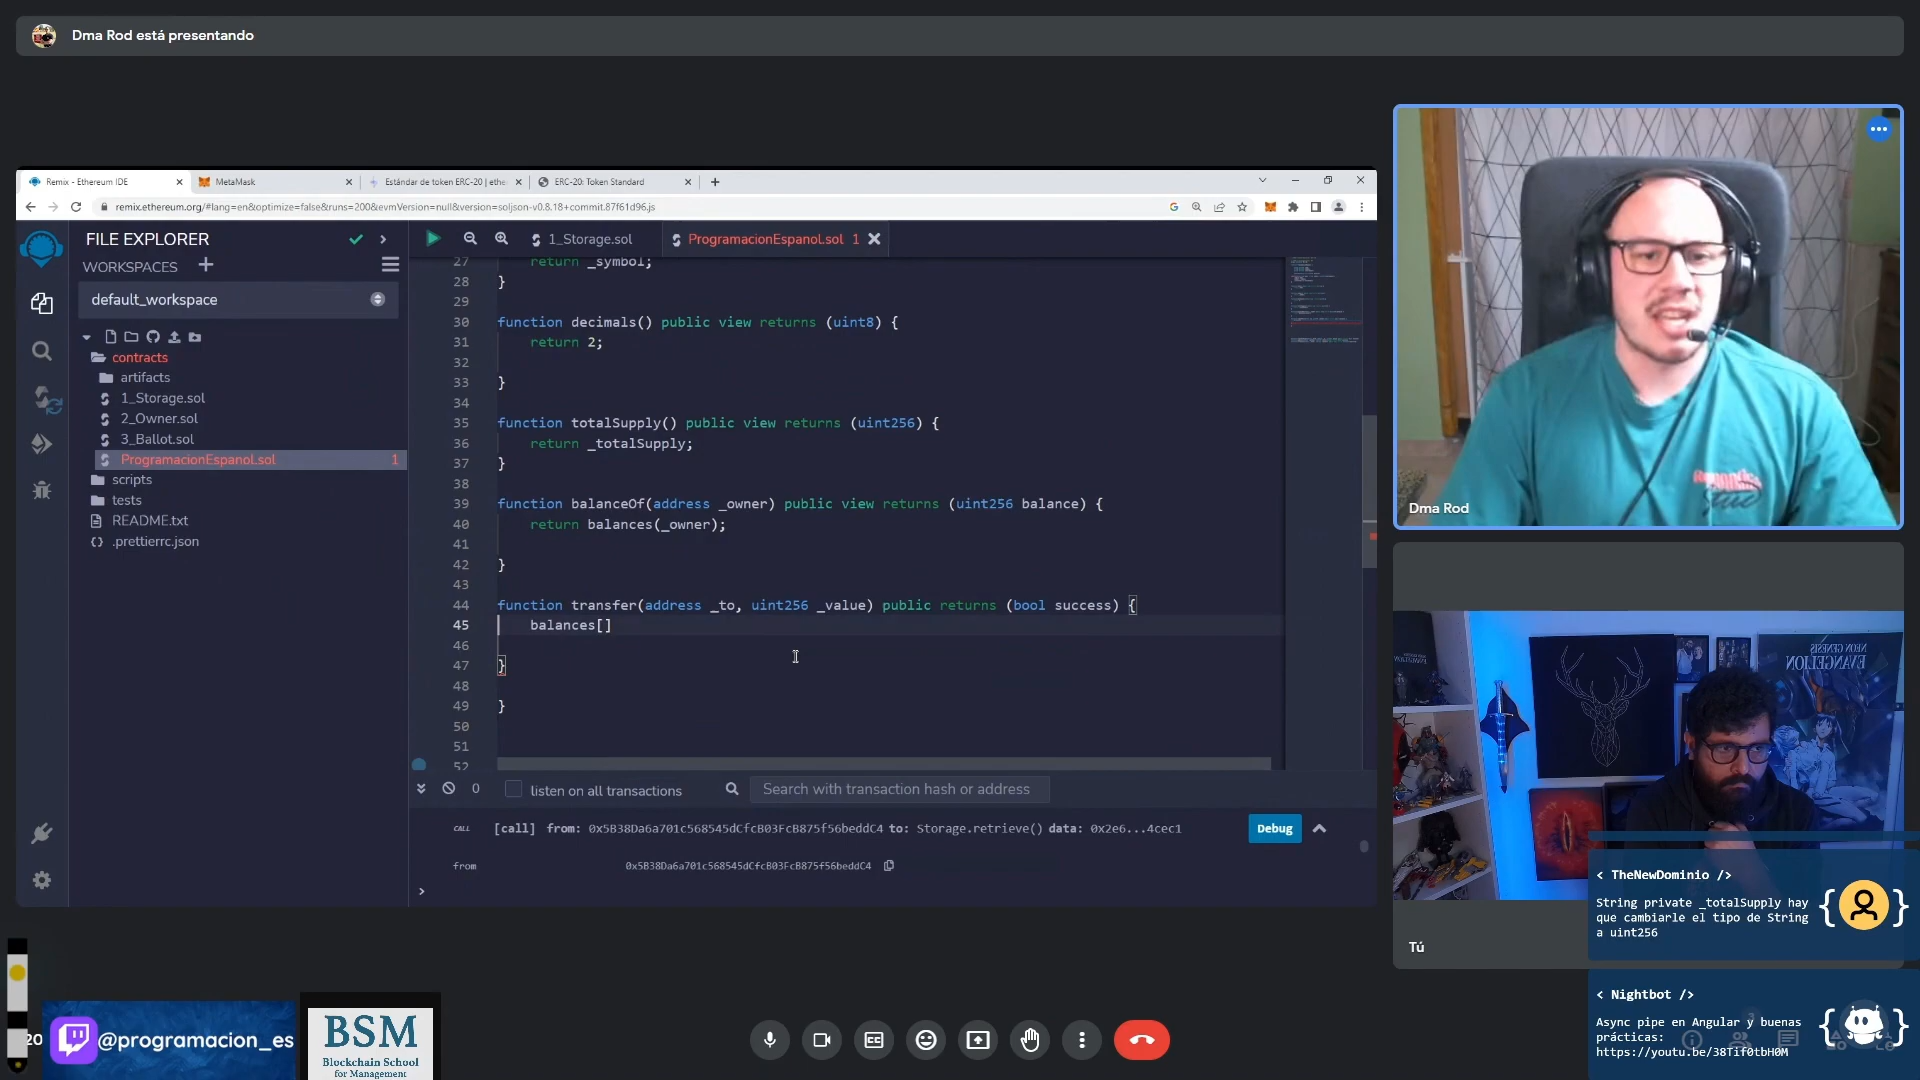 Dma Rod está presentando
Remix - Ethereum IDE
MetaMask
Estándar de token ERC-20 | ethe
ERC-20: Token Standard
remix.ethereum.org/#lang=en&optimize=false&runs=200&evmVersion=null&version=soljson-v0.8.18+commit.87f61d96.js
FILE EXPLORER
WORKSPACES
default_workspace
contracts
artifacts
1_Storage.sol
2_Owner.sol
3_Ballot.sol
ProgramacionEspanol.sol 1
scripts
tests
README.txt
.prettierrc.json
1_Storage.sol
ProgramacionEspanol.sol 1
27 return _symbol;
28 }
29
30 function decimals() public view returns (uint8) {
31 return 2;
32
33 }
34
35 function totalSupply() public view returns (uint256) {
36 return _totalSupply;
37 }
38
39 function balanceOf(address _owner) public view returns (uint256 balance) {
40 return balances(_owner);
41
42 }
43
44 function transfer(address _to, uint256 _value) public returns (bool success) {
45 balances[]
46
47 }
48
49 }
50
51
52
0
listen on all transactions
Search with transaction hash or address
CALL [call] from: 0x5B38Da6a701c568545dCfcB03FcB875f56beddC4 to: Storage.retrieve() data: 0x2e6...4cec1
Debug
from 0x5B38Da6a701c568545dCfcB03FcB875f56beddC4
>
Dma Rod
NEON GENESIS
EVANGELION
Tú
< TheNewDominio />
String private _totalSupply hay
que cambiarle el tipo de String
a uint256
< Nightbot />
Async pipe en Angular y buenas
prácticas:
https://youtu.be/38Tif0tbH0M
20
@programacion_es
BSM
Blockchain School
for Management